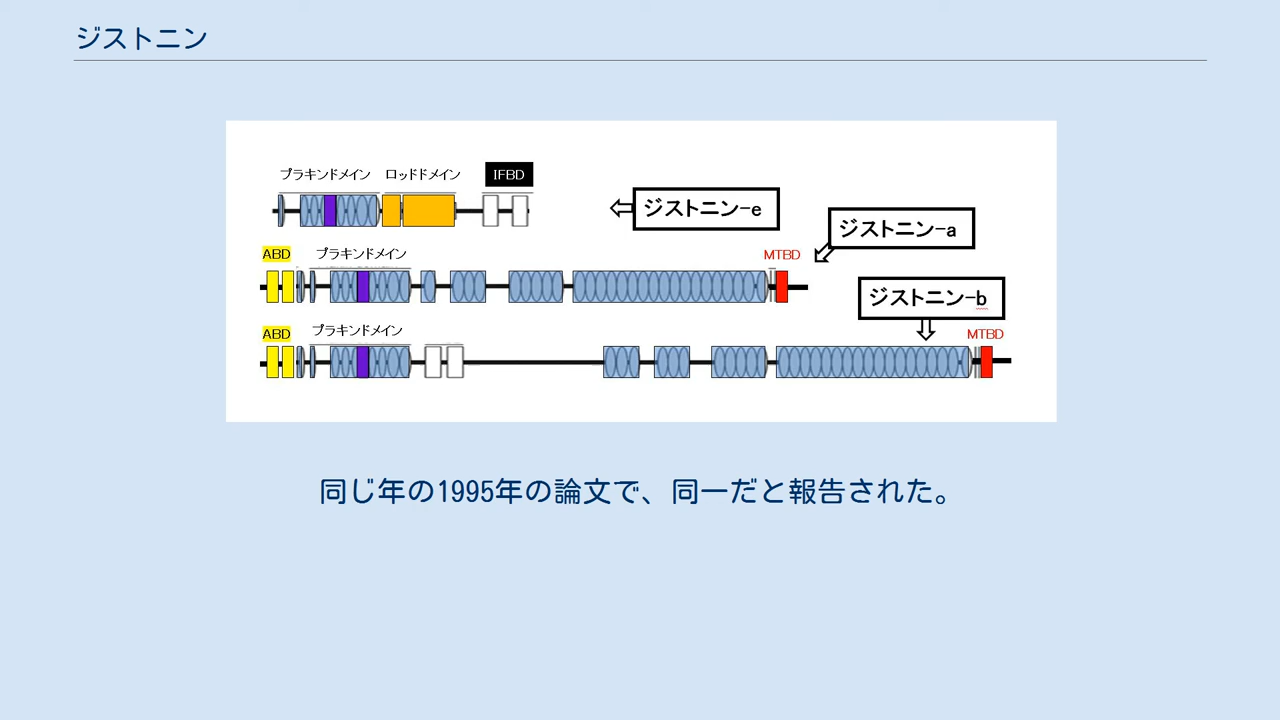 ジストニン
プラキンドメイン ロッドドメイン IFBD
ジストニン-e
ジストニン-a
ABD プラキンドメイン MTBD
ジストニン-b
ABD プラキンドメイン MTBD
同じ年の1995年の論文で、同一だと報告された。